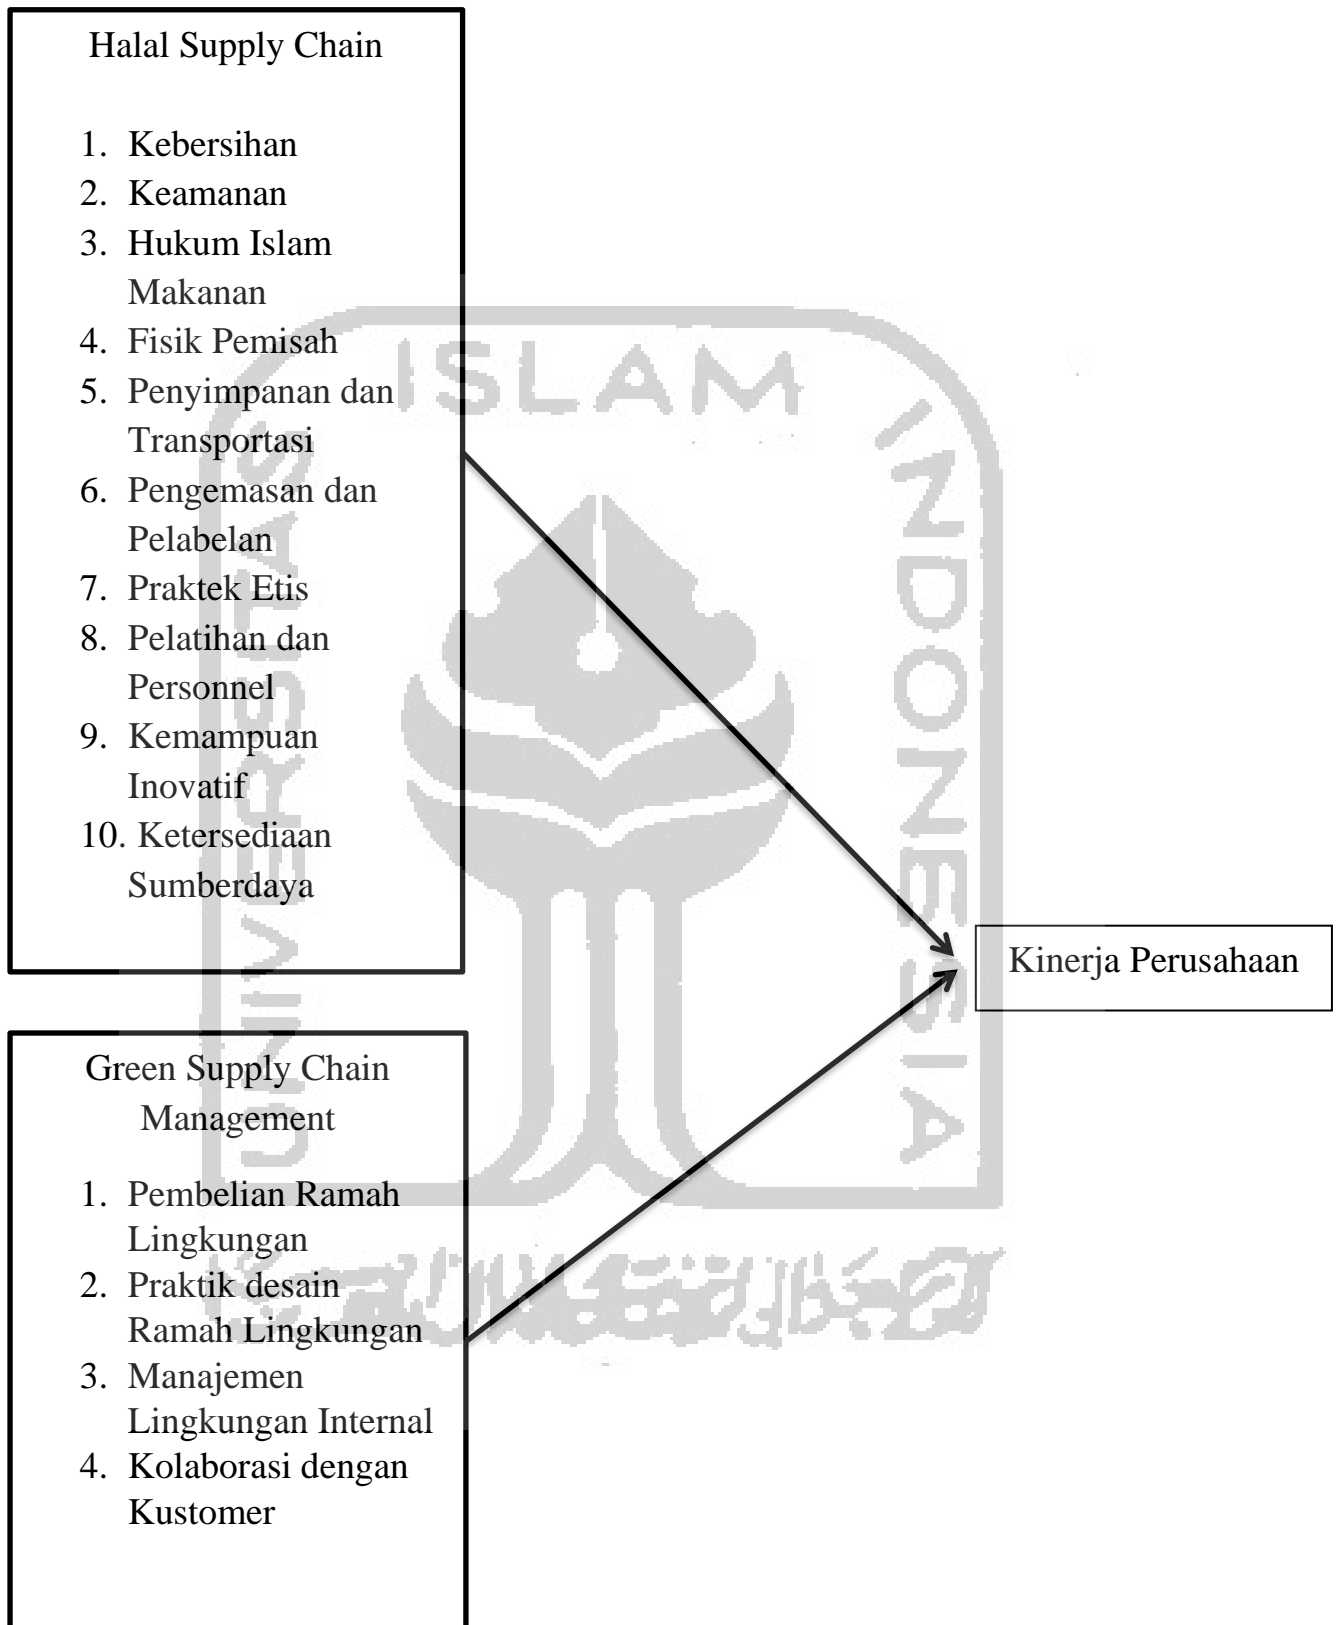 Halal Supply Chain
1. Kebersihan
2. Keamanan
3. Hukum Islam
Makanan
4. Fisik Pemisah
5. Penyimpanan dan
Transportasi
6. Pengemasan dan
Pelabelan
7. Praktek Etis
8. Pelatihan dan
Personnel
9. Kemampuan
Inovatif
10. Ketersediaan
Sumberdaya
Kinerja Perusahaan
Green Supply Chain
Management
1. Pembelian Ramah
Lingkungan
2. Praktik desain
Ramah Lingkungan
3. Manajemen
Lingkungan Internal
4. Kolaborasi dengan
Kustomer
UNIVERSITAS
ISLAM
INDONESIA